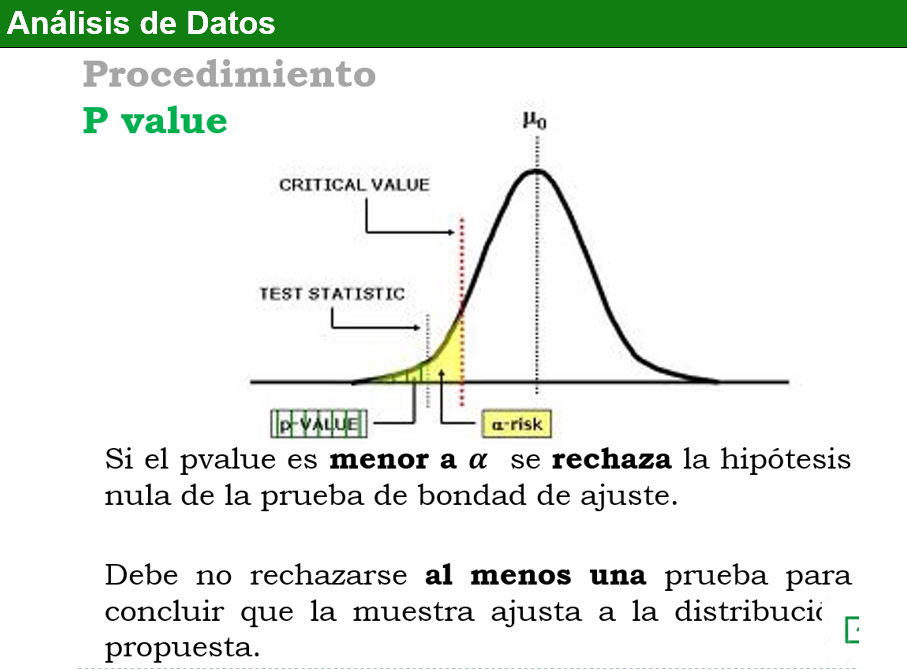 Análisis de Datos
Procedimiento
P value
μ₀
CRITICAL VALUE
TEST STATISTIC
p-VALUE
α-risk
Si el pvalue es menor a α se rechaza la hipótesis
nula de la prueba de bondad de ajuste.
Debe no rechazarse al menos una prueba para
concluir que la muestra ajusta a la distribució
propuesta.